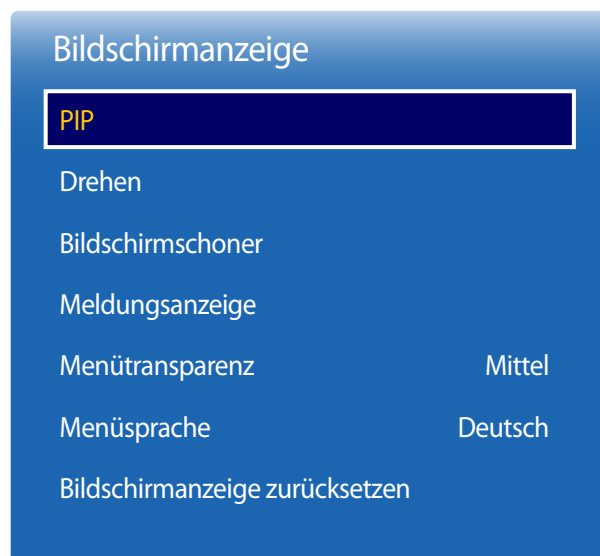 Bildschirmanzeige
PIP
Drehen
Bildschirmschoner
Meldungsanzeige
Menütransparenz Mittel
Menüsprache Deutsch
Bildschirmanzeige zurücksetzen